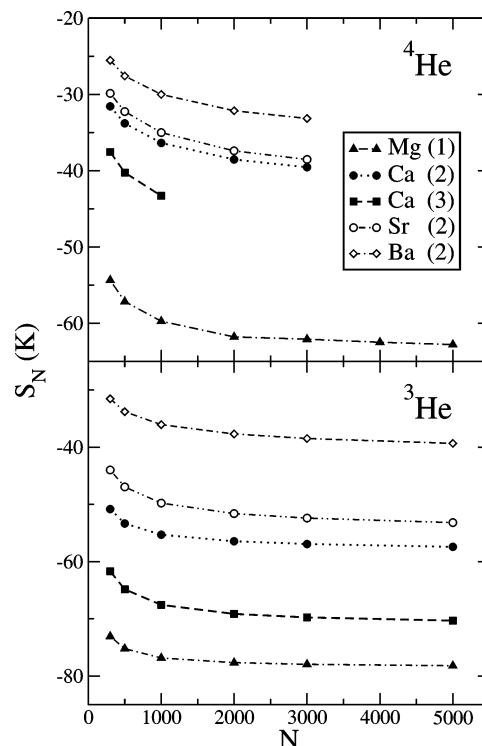 -20
⁴He
-30
Mg (1)
Ca (2)
-40
Ca (3)
Sr (2)
Ba (2)
-50
-60
S_N (K)
³He
-40
-60
-80
0 1000 2000 3000 4000 5000
N